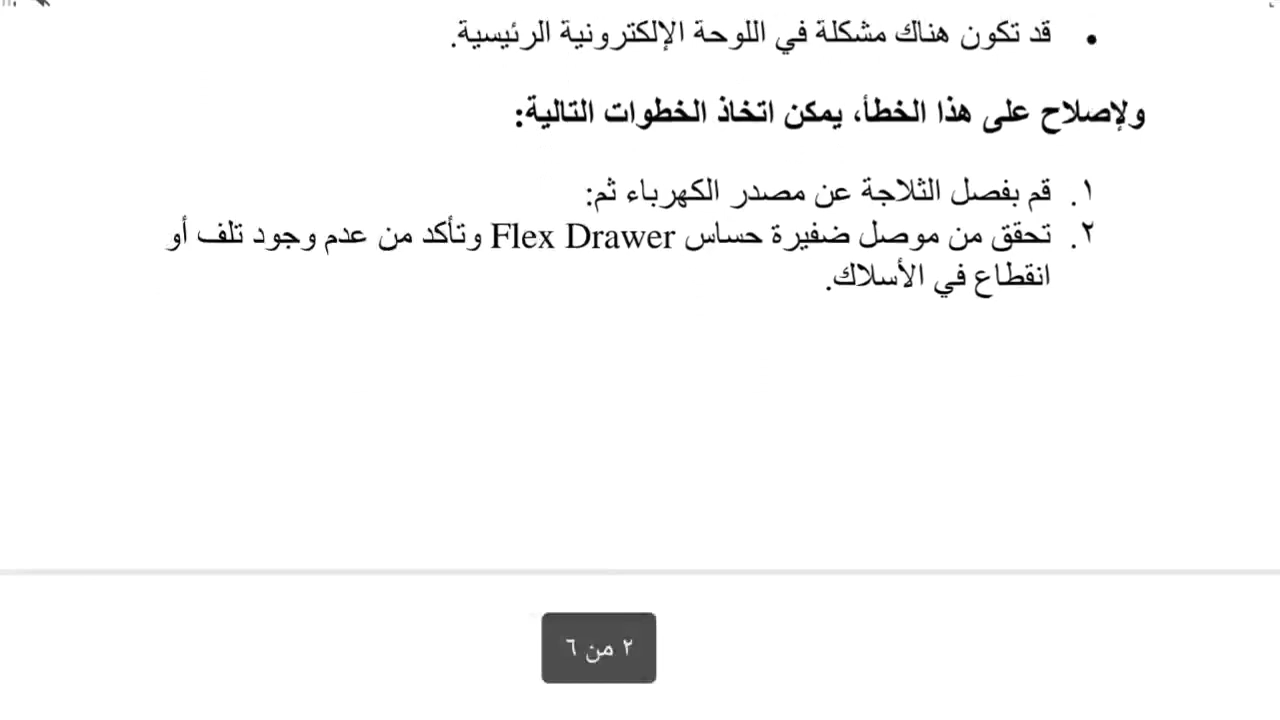 • قد تكون هناك مشكلة في اللوحة الإلكترونية الرئيسية.
ولإصلاح على هذا الخطأ، يمكن اتخاذ الخطوات التالية:
١. قم بفصل الثلاجة عن مصدر الكهرباء ثم:
٢. تحقق من موصل ضفيرة حساس Flex Drawer وتأكد من عدم وجود تلف أو
انقطاع في الأسلاك.
٢ من ٦